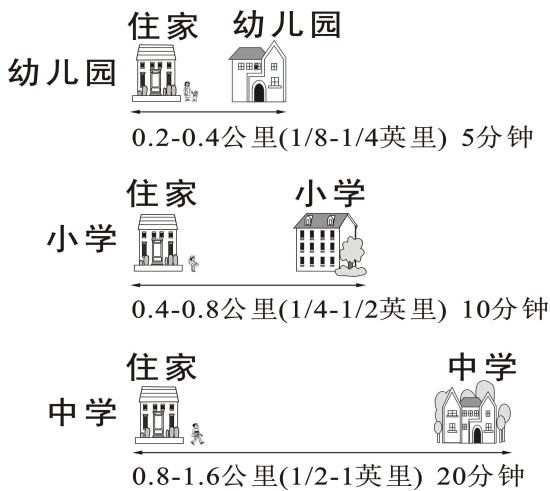 住家 幼儿园
幼儿园
0.2-0.4公里(1/8-1/4英里) 5分钟
住家 小学
小学
0.4-0.8公里(1/4-1/2英里) 10分钟
住家 中学
中学
0.8-1.6公里(1/2-1英里) 20分钟